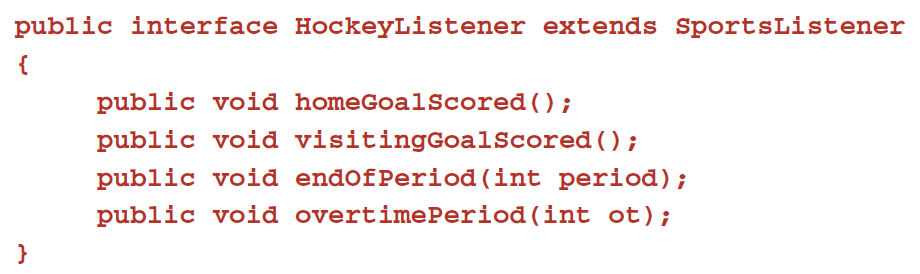 public interface HockeyListener extends SportsListener
{
     public void homeGoalScored();
     public void visitingGoalScored();
     public void endOfPeriod(int period);
     public void overtimePeriod(int ot);
}